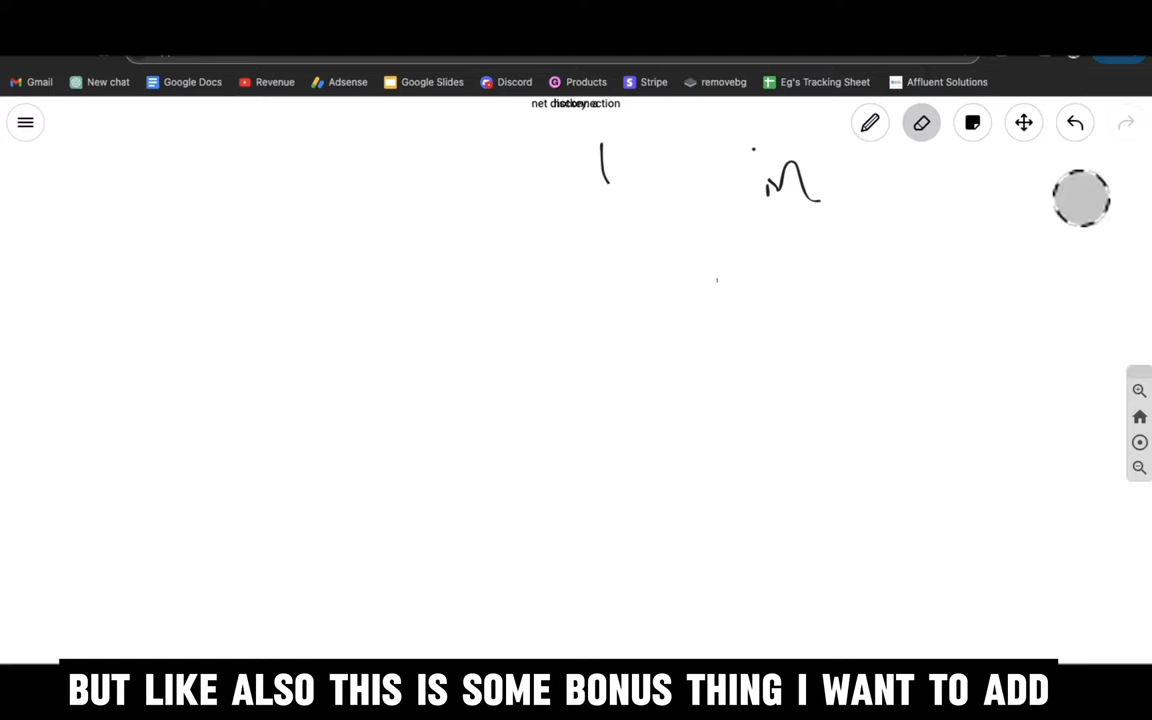 Gmail New chat Google Docs Revenue Adsense Google Slides Discord Products Stripe removebg Eg's Tracking Sheet Affluent Solutions
BUT LIKE ALSO THIS IS SOME BONUS THING I WANT TO ADD